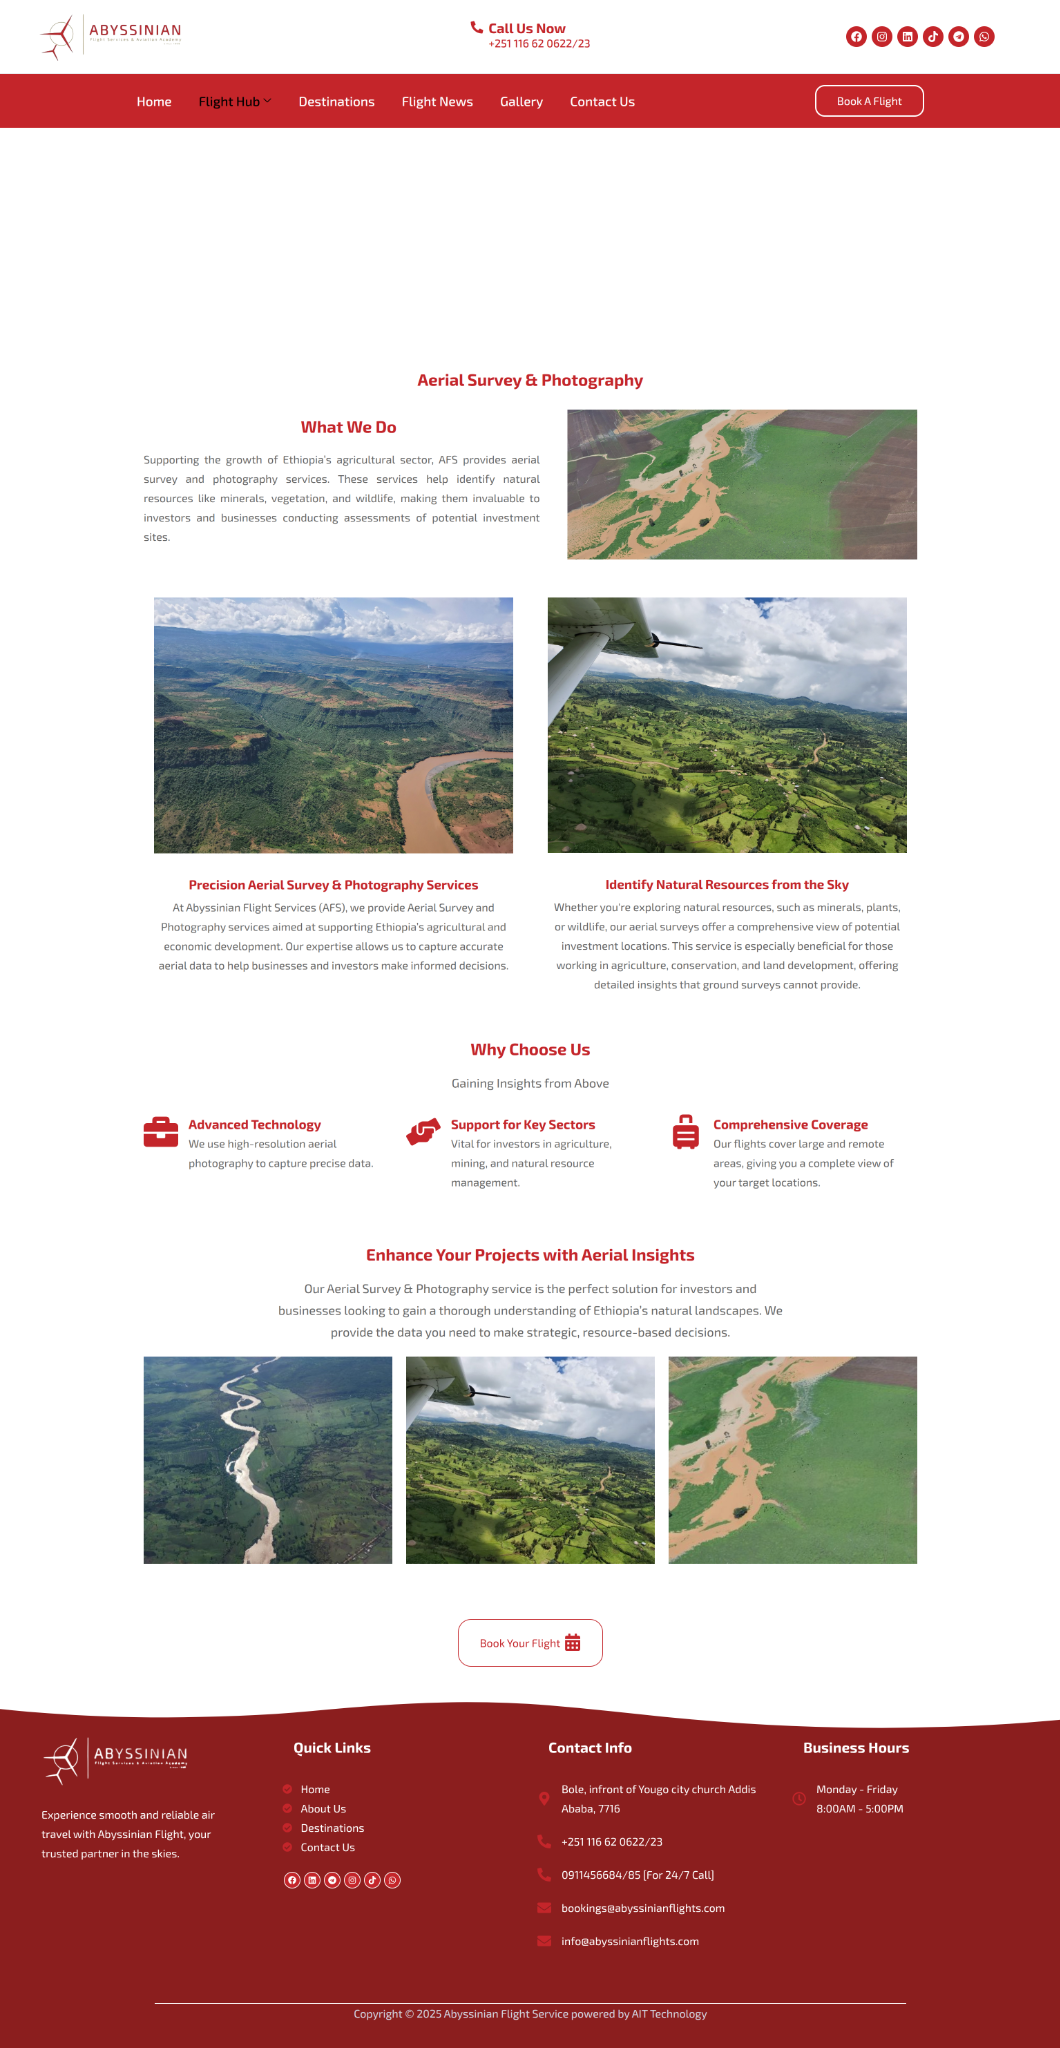 ABYSSINIAN
Flight Services & Aviation Academy
Call Us Now
+251 116 62 0622/23
Home
Flight Hub
Destinations
Flight News
Gallery
Contact Us
Book A Flight
Aerial Survey & Photography
What We Do
Supporting the growth of Ethiopia's agricultural sector, AFS provides aerial
survey and photography services. These services help identify natural
resources like minerals, vegetation, and wildlife, making them invaluable to
investors and businesses conducting assessments of potential investment
sites.
Precision Aerial Survey & Photography Services
At Abyssinian Flight Services (AFS), we provide Aerial Survey and
Photography services aimed at supporting Ethiopia's agricultural and
economic development. Our expertise allows us to capture accurate
aerial data to help businesses and investors make informed decisions.
Identify Natural Resources from the Sky
Whether you're exploring natural resources, such as minerals, plants,
or wildlife, our aerial surveys offer a comprehensive view of potential
investment locations. This service is especially beneficial for those
working in agriculture, conservation, and land development, offering
detailed insights that ground surveys cannot provide.
Why Choose Us
Gaining Insights from Above
Advanced Technology
We use high-resolution aerial
photography to capture precise data.
Support for Key Sectors
Vital for investors in agriculture,
mining, and natural resource
management.
Comprehensive Coverage
Our flights cover large and remote
areas, giving you a complete view of
your target locations.
Enhance Your Projects with Aerial Insights
Our Aerial Survey & Photography service is the perfect solution for investors and
businesses looking to gain a thorough understanding of Ethiopia's natural landscapes. We
provide the data you need to make strategic, resource-based decisions.
Book Your Flight
ABYSSINIAN
Flight Services & Aviation Academy
Experience smooth and reliable air
travel with Abyssinian Flight, your
trusted partner in the skies.
Quick Links
Home
About Us
Destinations
Contact Us
Contact Info
Bole, infront of Yougo city church Addis
Ababa, 7716
+251 116 62 0622/23
0911456684/85 [For 24/7 Call]
bookings@abyssinianflights.com
info@abyssinianflights.com
Business Hours
Monday - Friday
8:00AM - 5:00PM
Copyright © 2025 Abyssinian Flight Service powered by AIT Technology